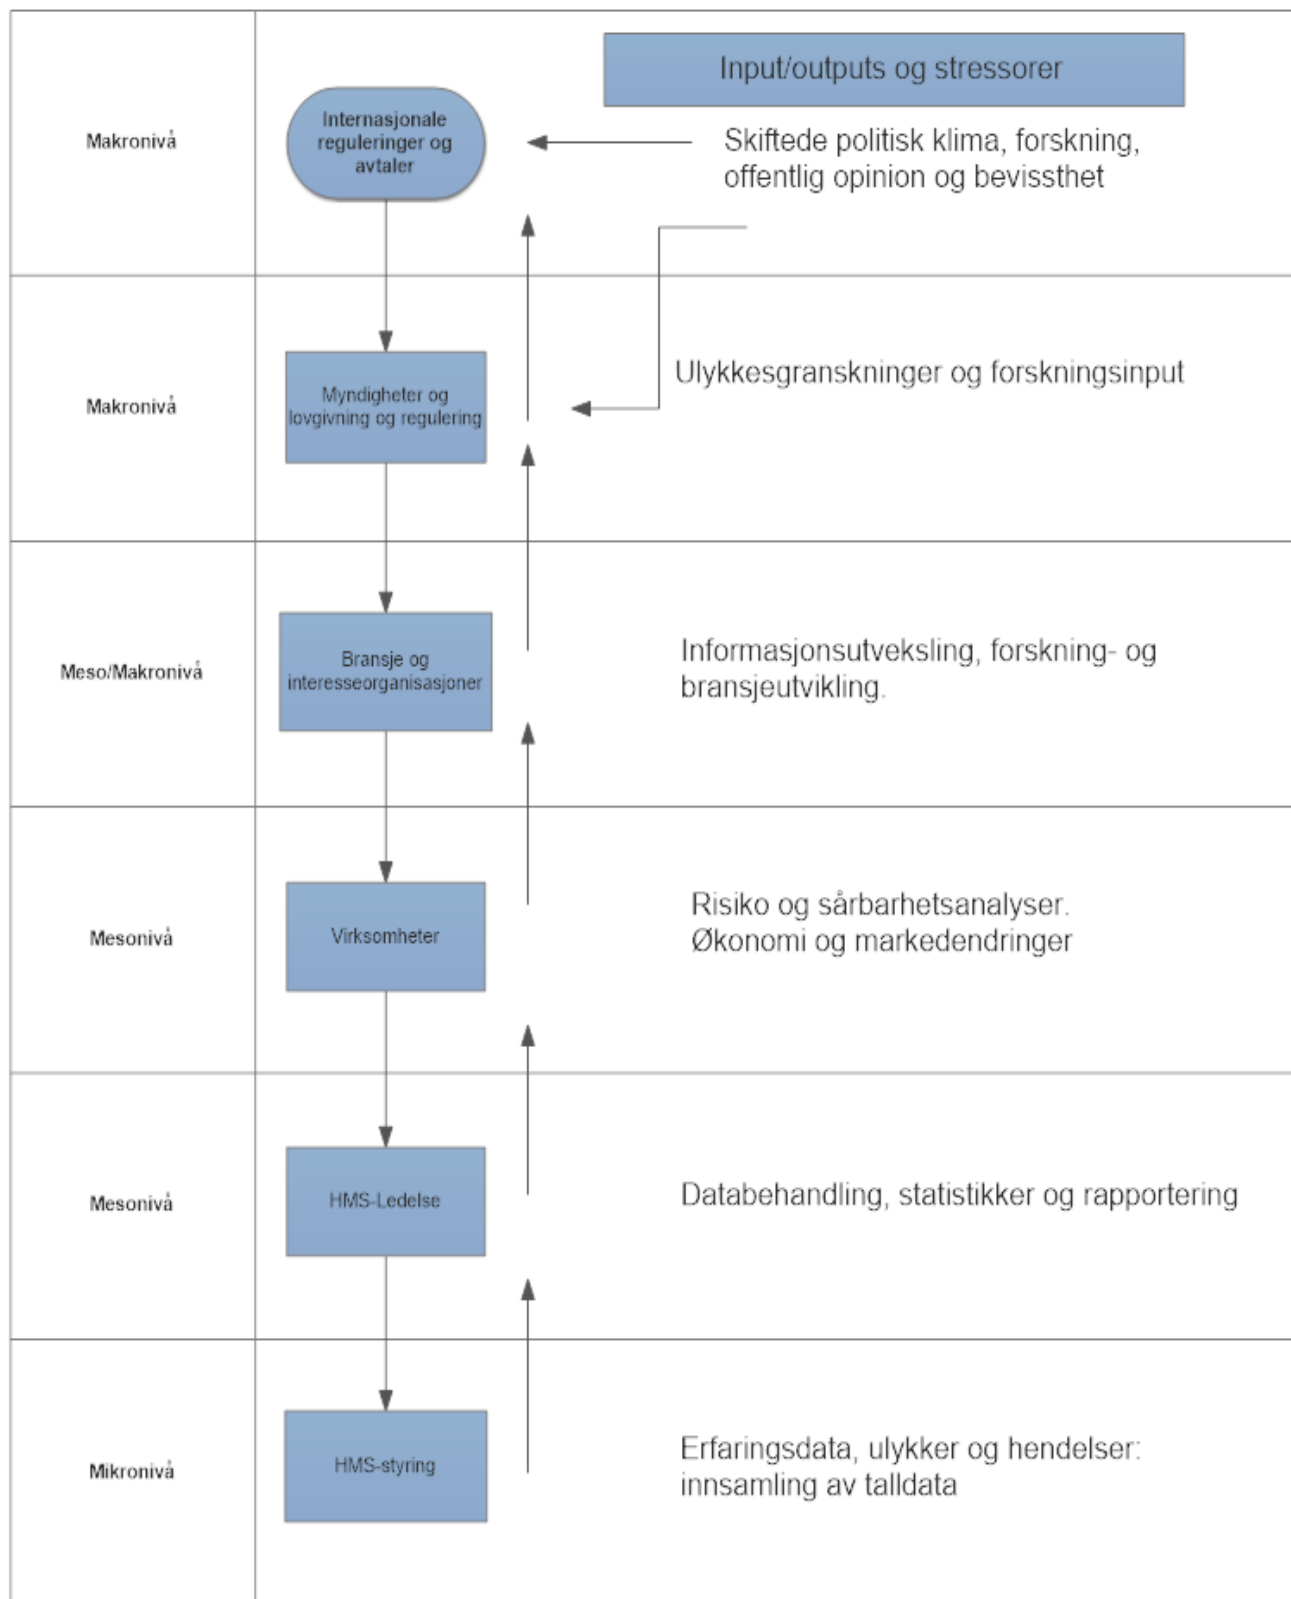 Input/outputs og stressorer
Makronivå
Internasjonale
reguleringer og
avtaler
Skiftede politisk klima, forskning,
offentlig opinion og bevissthet
Makronivå
Myndigheter og
lovgivning og regulering
Ulykkesgranskninger og forskningsinput
Meso/Makronivå
Bransje og
interesseorganisasjoner
Informasjonsutveksling, forskning- og
bransjeutvikling.
Mesonivå
Virksomheter
Risiko og sårbarhetsanalyser.
Økonomi og markedendringer
Mesonivå
HMS-Ledelse
Databehandling, statistikker og rapportering
Mikronivå
HMS-styring
Erfaringsdata, ulykker og hendelser:
innsamling av talldata